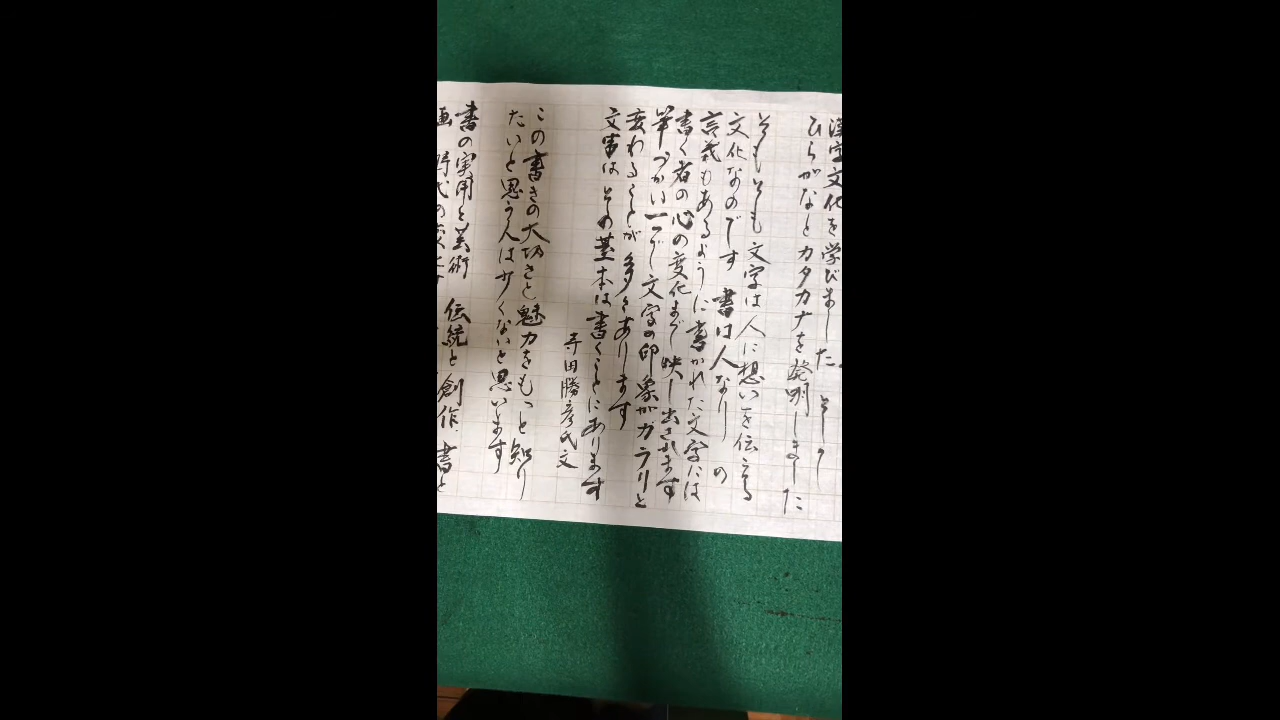 漢字文化を学びました そして
ひらがなとカタカナを発明しました
そもそも文字は人に想いを伝える
文化なのです 書は人なり の
言義もあるように書かれた文字には
書く者の心の変化まで映し出されます
筆づかい一つで文字の印象がガラリと
変わることが多々あります
文字はその基本は書くことにあります
寺田勝彦氏文
この書きの大切さと魅力をもっと知り
たいと思う人は少くないと思います
書の実用と芸術 伝統と創作 書と
画 時代の